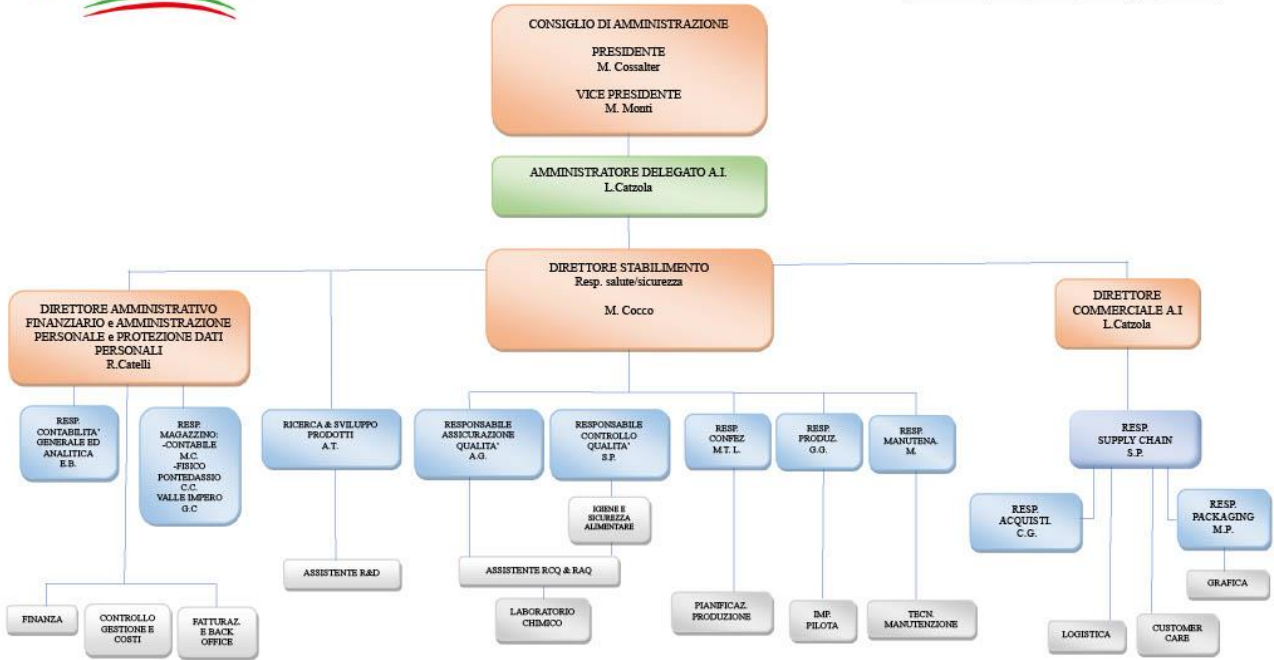 CONSIGLIO DI AMMINISTRAZIONE
PRESIDENTE
M. Cossalter
VICE PRESIDENTE
M. Monti
AMMINISTRATORE DELEGATO A.I.
L.Catzola
DIRETTORE STABILIMENTO
Resp. salute/sicurezza
M. Cocco
DIRETTORE AMMINISTRATIVO
FINANZIARIO e AMMINISTRAZIONE
PERSONALE e PROTEZIONE DATI
PERSONALI
R.Catelli
DIRETTORE
COMMERCIALE A.I
L.Catzola
RESP.
CONTABILITA'
GENERALE ED
ANALITICA
E.B.
RESP.
MAGAZZINO:
-CONTABILE
M.C.
-FISICO
PONTEDASSIO
C.C.
VALLE IMPERO
G.C
RICERCA & SVILUPPO
PRODOTTI
A.T.
RESPONSABILE
ASSICURAZIONE
QUALITA'
A.G.
RESPONSABILE
CONTROLLO
QUALITA'
S.P.
RESP.
CONFEZ
M.T. L.
RESP.
PRODUZ.
G.G.
RESP.
MANUTENA.
M.
RESP.
SUPPLY CHAIN
S.P.
IGIENE E
SICUREZZA
ALIMENTARE
RESP.
ACQUISTI.
C.G.
RESP.
PACKAGING
M.P.
ASSISTENTE R&D
ASSISTENTE RCQ & RAQ
GRAFICA
FINANZA
CONTROLLO
GESTIONE E
COSTI
FATTURAZ.
E BACK
OFFICE
LABORATORIO
CHIMICO
PIANIFICAZ.
PRODUZIONE
IMP.
PILOTA
TECN.
MANUTENZIONE
LOGISTICA
CUSTOMER
CARE